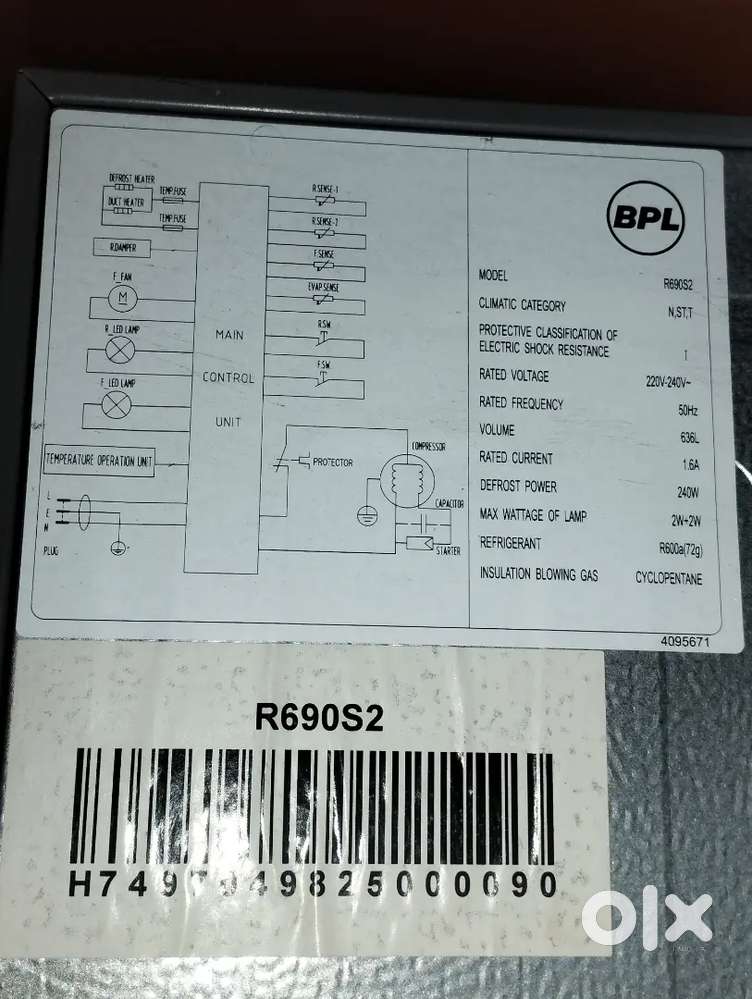 DEFROST HEATER
TEMP.FUSE
DUCT HEATER
TEMP.FUSE
R.DAMPER
F_FAN
M
R_LED LAMP
F_LED LAMP
TEMPERATURE OPERATION UNIT
L
E
N
PLUG
MAIN
CONTROL
UNIT
R.SENSE-1
R.SENSE-2
F.SENSE
EVAP.SENSE
R.SW.
F.SW.
PROTECTOR
COMPRESSOR
CAPACITOR
STARTER
BPL
MODEL R690S2
CLIMATIC CATEGORY N,ST,T
PROTECTIVE CLASSIFICATION OF
ELECTRIC SHOCK RESISTANCE I
RATED VOLTAGE 220V-240V~
RATED FREQUENCY 50Hz
VOLUME 636L
RATED CURRENT 1.6A
DEFROST POWER 240W
MAX WATTAGE OF LAMP 2W+2W
REFRIGERANT R600a(72g)
INSULATION BLOWING GAS CYCLOPENTANE
4095671
R690S2
olx